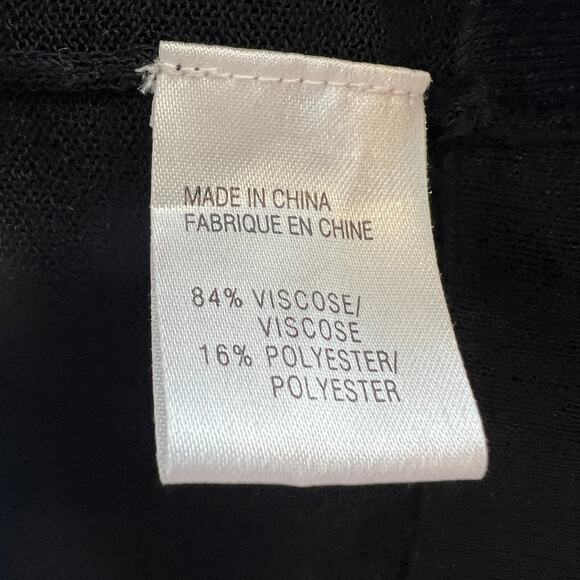 MADE IN CHINA
FABRIQUE EN CHINE
84% VISCOSE/
VISCOSE
16% POLYESTER/
POLYESTER